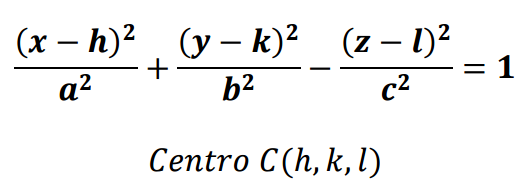 (x − h)²/a² + (y − k)²/b² − (z − l)²/c² = 1
Centro C(h, k, l)